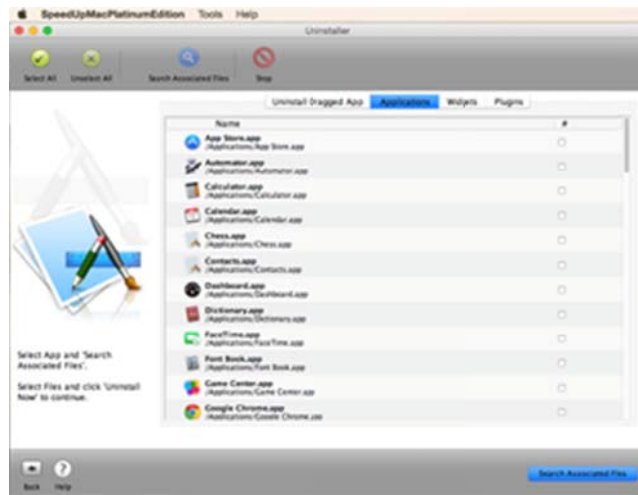 SpeedUpMacPlatinumEdition Tools Help
Uninstaller
Select All Unselect All Search Associated Files Stop
Uninstall Dragged App Applications Widgets Plugins
Name #
App Store.app
/Applications/App Store.app
Automator.app
/Applications/Automator.app
Calculator.app
/Applications/Calculator.app
Calendar.app
/Applications/Calendar.app
Chess.app
/Applications/Chess.app
Contacts.app
/Applications/Contacts.app
Dashboard.app
/Applications/Dashboard.app
Dictionary.app
/Applications/Dictionary.app
FaceTime.app
/Applications/FaceTime.app
Font Book.app
/Applications/Font Book.app
Game Center.app
/Applications/Game Center.app
Google Chrome.app
/Applications/Google Chrome.app
Select App and 'Search
Associated Files'.
Select Files and click 'Uninstall
Now' to continue.
Back Help
Search Associated Files